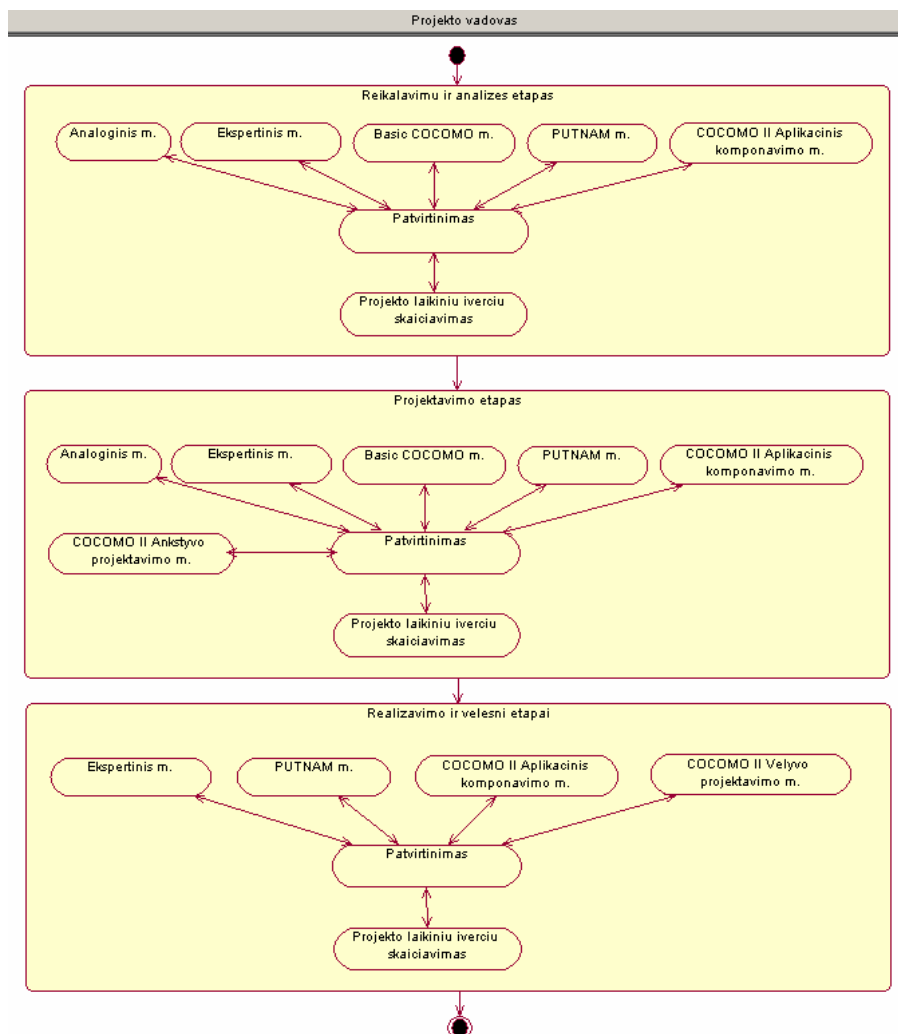 Projekto vadovas
Reikalavimu ir analizes etapas
Analoginis m.
Ekspertinis m.
Basic COCOMO m.
PUTNAM m.
COCOMO II Aplikacinis
komponavimo m.
Patvirtinimas
Projekto laikiniu iverciu
skaiciavimas
Projektavimo etapas
Analoginis m.
Ekspertinis m.
Basic COCOMO m.
PUTNAM m.
COCOMO II Aplikacinis
komponavimo m.
COCOMO II Ankstyvo
projektavimo m.
Patvirtinimas
Projekto laikiniu iverciu
skaiciavimas
Realizavimo ir velesni etapai
Ekspertinis m.
PUTNAM m.
COCOMO II Aplikacinis
komponavimo m.
COCOMO II Velyvo
projektavimo m.
Patvirtinimas
Projekto laikiniu iverciu
skaiciavimas